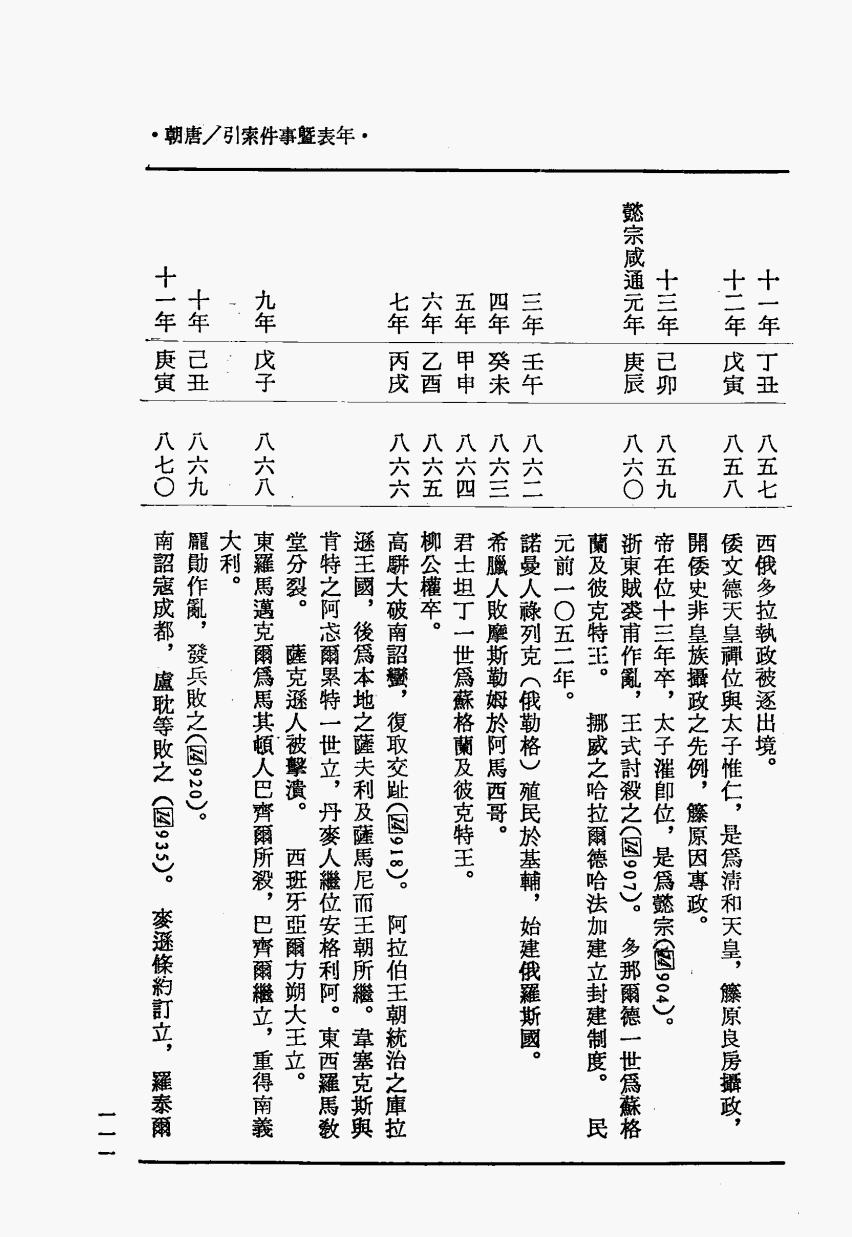 ·朝唐／引索件事暨表年·
十一年 丁丑 八五七 西俄多拉執政被逐出境。
十二年 戊寅 八五八 倭文德天皇禪位與太子惟仁，是爲淸和天皇，籐原良房攝政，
開倭史非皇族攝政之先例，籐原因專政。
十三年 己卯 八五九 帝在位十三年卒，太子漼卽位，是爲懿宗(904)。
懿宗咸通元年 庚辰 八六〇 浙東賊裘甫作亂，王式討殺之(907)。 多那爾德一世爲蘇格
蘭及彼克特王。 挪威之哈拉爾德哈法加建立封建制度。 民
元前一〇五二年。
三年 壬午 八六二 諾曼人祿列克（俄勒格）殖民於基輔，始建俄羅斯國。
四年 癸未 八六三 希臘人敗摩斯勒姆於阿馬西哥。
五年 甲申 八六四 君士坦丁一世爲蘇格蘭及彼克特王。
六年 乙酉 八六五 柳公權卒。
七年 丙戌 八六六 高駢大破南詔蠻，復取交趾(918)。 阿拉伯王朝統治之庫拉
遜王國，後爲本地之薩夫利及薩馬尼而王朝所繼。韋塞克斯與
肯特之阿忒爾累特一世立，丹麥人繼位安格利阿。東西羅馬敎
堂分裂。 薩克遜人被擊潰。 西班牙亞爾方朔大王立。
九年 戊子 八六八 東羅馬邁克爾爲馬其頓人巴齊爾所殺，巴齊爾繼立，重得南義
大利。
十年 己丑 八六九 龎勛作亂，發兵敗之(920)。
十一年 庚寅 八七〇 南詔寇成都，盧耽等敗之（935)。 麥遜條約訂立，羅泰爾
一一一